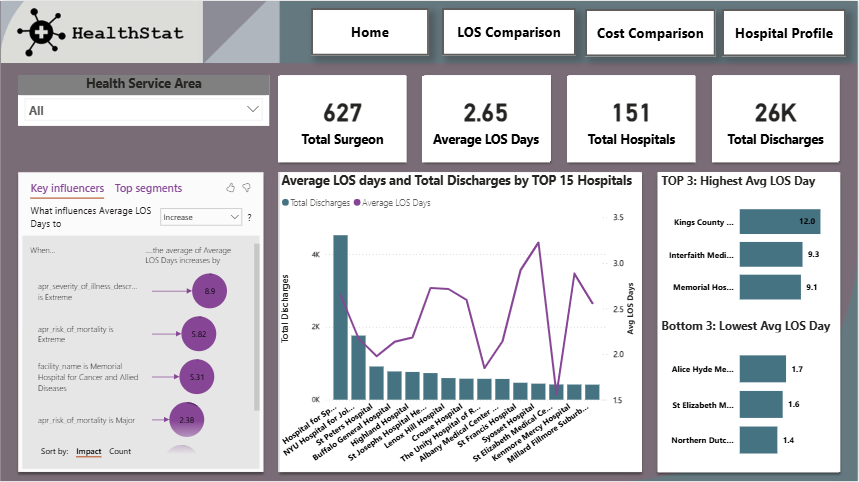 HealthStat
Home
LOS Comparison
Cost Comparison
Hospital Profile
Health Service Area
All
627
Total Surgeon
2.65
Average LOS Days
151
Total Hospitals
26K
Total Discharges
Key influencers
Top segments
What influences Average LOS
Days to
Increase
?
When...
...the average of Average
LOS Days increases by
apr_severity_of_illness_descr...
is Extreme
8.9
apr_risk_of_mortality is
Extreme
5.82
facility_name is Memorial
Hospital for Cancer and Allied
Diseases
5.31
apr_risk_of_mortality is Major
2.38
Sort by:
Impact
Count
Average LOS days and Total Discharges by TOP 15 Hospitals
Total Discharges
Average LOS Days
Total Discharges
4K
2K
0K
3.5
3.0
2.5
2.0
1.5
Avg LOS Days
Hospital for Sp...
NYU Hospital for Joi...
St Peters Hospital
Buffalo General Hospital
Highland Hospital
St Josephs Hospital He...
Lenox Hill Hospital
Crouse Hospital
The Unity Hospital of R...
Albany Medical Center ...
St Francis Hospital
Syosset Hospital
St Elizabeth Medical Ce...
Kenmore Mercy Hospital
Millard Fillmore Suburb...
TOP 3: Highest Avg LOS Day
Kings County ...
12.0
Interfaith Medi...
9.3
Memorial Hos...
9.1
Bottom 3: Lowest Avg LOS Day
Alice Hyde Me...
1.7
St Elizabeth M...
1.6
Northern Dutc...
1.4